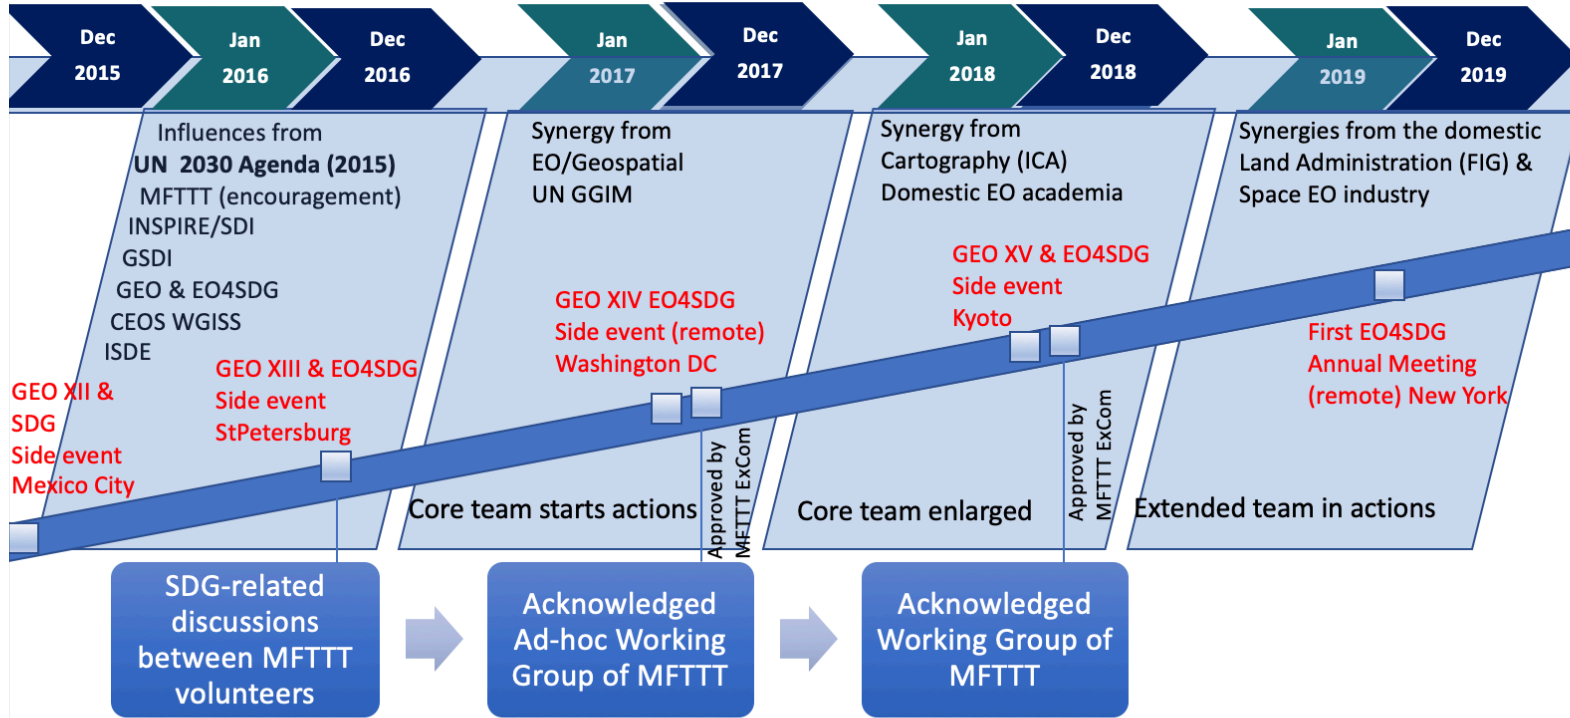 Dec
2015
Jan
2016
Dec
2016
Jan
2017
Dec
2017
Jan
2018
Dec
2018
Jan
2019
Dec
2019
Influences from
UN 2030 Agenda (2015)
MFTTT (encouragement)
INSPIRE/SDI
GSDI
GEO & EO4SDG
CEOS WGISS
ISDE
Synergy from
EO/Geospatial
UN GGIM
Synergy from
Cartography (ICA)
Domestic EO academia
Synergies from the domestic
Land Administration (FIG) &
Space EO industry
GEO XII &
SDG
Side event
Mexico City
GEO XIII & EO4SDG
Side event
StPetersburg
GEO XIV EO4SDG
Side event (remote)
Washington DC
GEO XV & EO4SDG
Side event
Kyoto
First EO4SDG
Annual Meeting
(remote) New York
Core team starts actions
Approved by
MFTTT ExCom
Core team enlarged
Approved by
MFTTT ExCom
Extended team in actions
SDG-related
discussions
between MFTTT
volunteers
Acknowledged
Ad-hoc Working
Group of MFTTT
Acknowledged
Working Group of
MFTTT